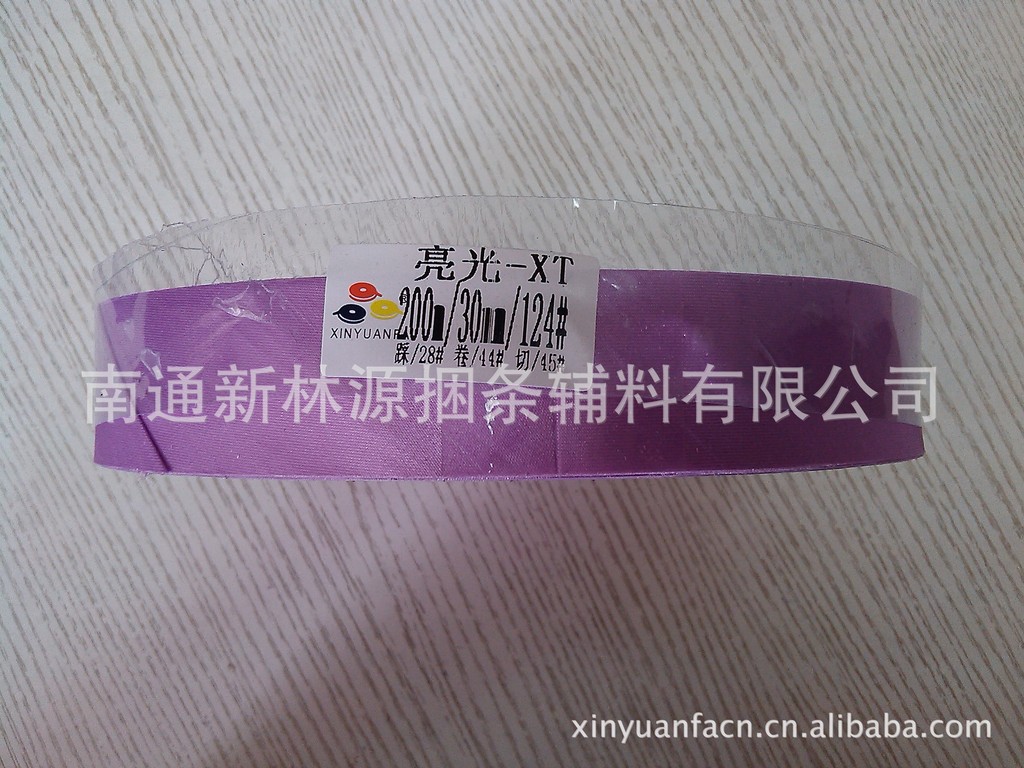 亮光-XT
200m/30mm/124#
XINYUAN
踩/28# 卷/44# 切/45#
南通新林源捆条辅料有限公司
xinyuanfacn.cn.alibaba.com